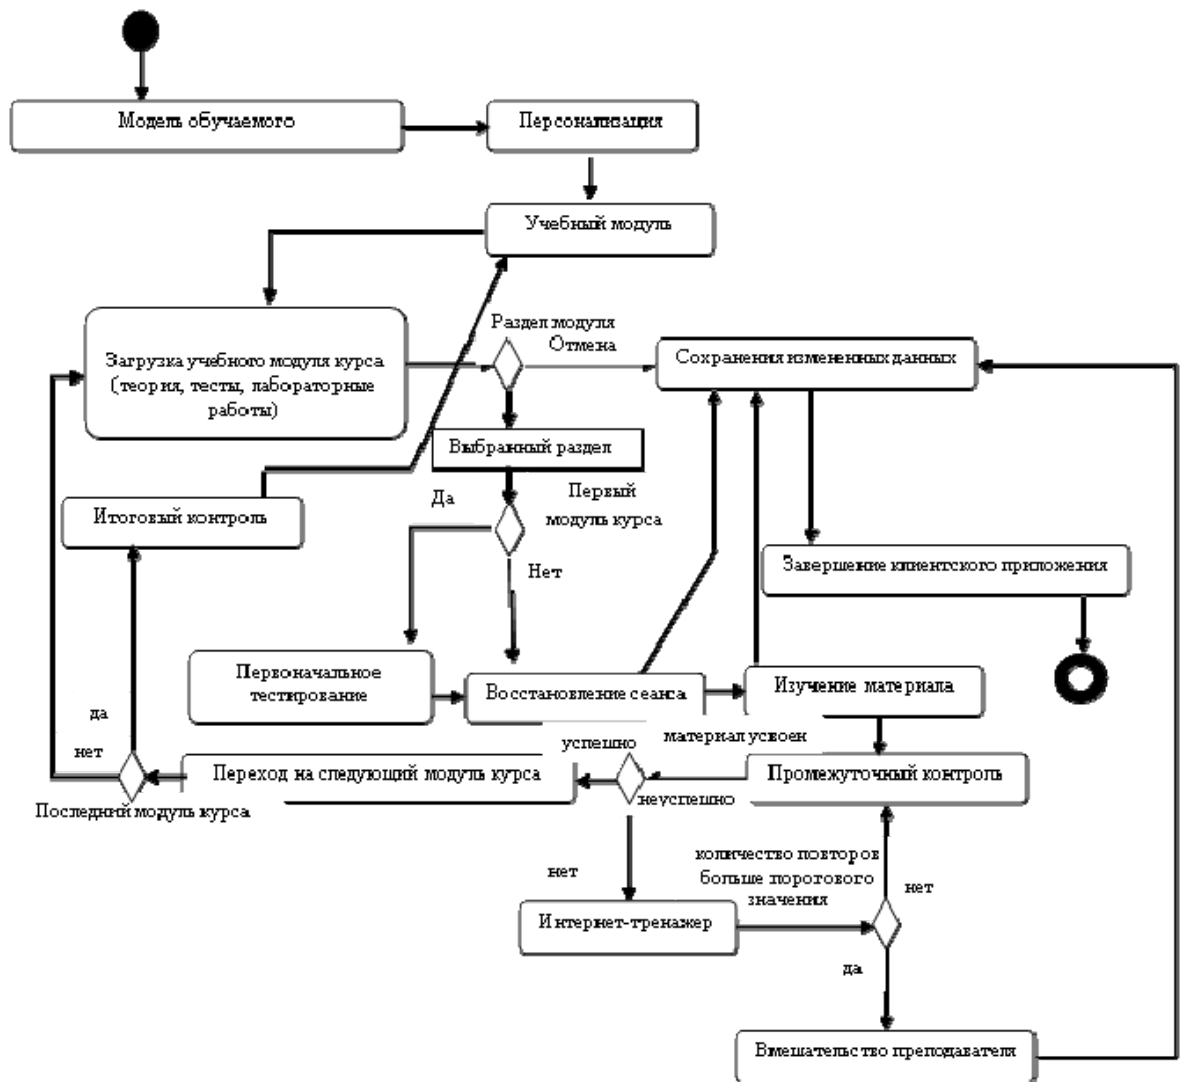 Модель обучаемого
Персонализация
Учебный модуль
Раздел модуля
Отмена
Загрузка учебного модуля курса
(теория, тесты, лабораторные
работы)
Сохранения измененных данных
Выбранный раздел
Да
Первый
модуль курса
Итоговый контроль
Нет
Завершение клиентского приложения
Первоначальное
тестирование
Восстановление сеанса
Изучение материала
да
нет
успешно
материал усвоен
Переход на следующий модуль курса
Промежуточный контроль
неуспешно
Последний модуль курса
нет
количество повторов
больше порогового
значения
нет
Интернет-тренажер
да
Вмешательство преподавателя